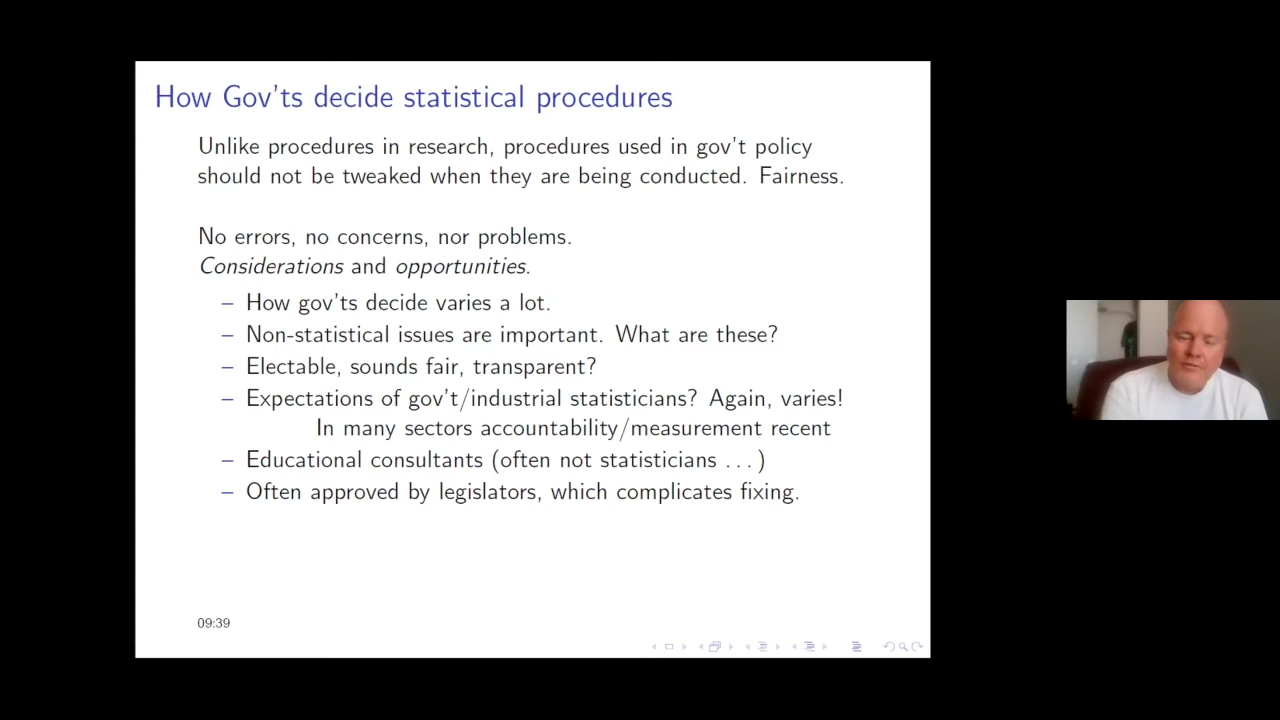 How Gov'ts decide statistical procedures
Unlike procedures in research, procedures used in gov't policy
should not be tweaked when they are being conducted. Fairness.
No errors, no concerns, nor problems.
Considerations and opportunities.
– How gov'ts decide varies a lot.
– Non-statistical issues are important. What are these?
– Electable, sounds fair, transparent?
– Expectations of gov't/industrial statisticians? Again, varies!
In many sectors accountability/measurement recent
– Educational consultants (often not statisticians ...)
– Often approved by legislators, which complicates fixing.
09:39